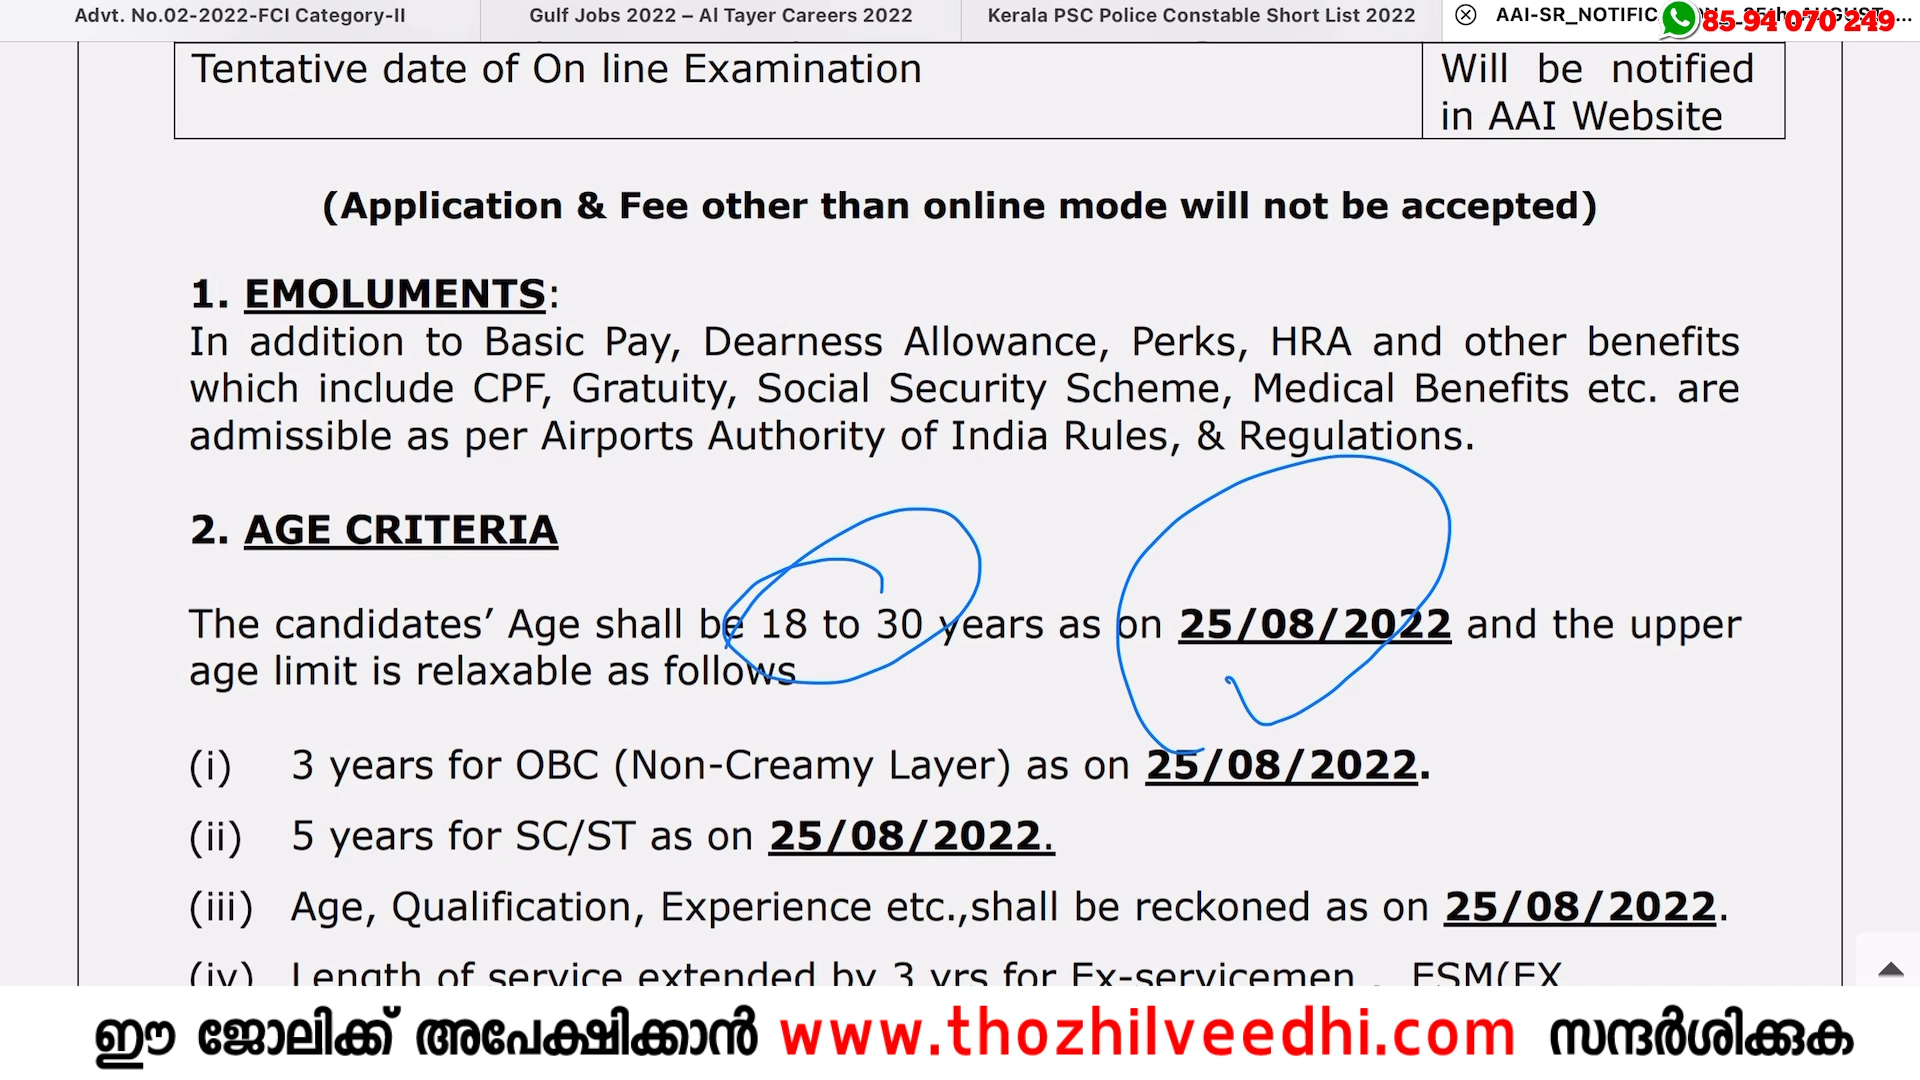 Advt. No.02-2022-FCI Category-II
Gulf Jobs 2022 – Al Tayer Careers 2022
Kerala PSC Police Constable Short List 2022
AAI-SR_NOTIFIC
85 94 070 249
Tentative date of On line Examination
Will be notified
in AAI Website
(Application & Fee other than online mode will not be accepted)
1. EMOLUMENTS:
In addition to Basic Pay, Dearness Allowance, Perks, HRA and other benefits
which include CPF, Gratuity, Social Security Scheme, Medical Benefits etc. are
admissible as per Airports Authority of India Rules, & Regulations.
2. AGE CRITERIA
The candidates’ Age shall be 18 to 30 years as on 25/08/2022 and the upper
age limit is relaxable as follows
(i) 3 years for OBC (Non-Creamy Layer) as on 25/08/2022.
(ii) 5 years for SC/ST as on 25/08/2022.
(iii) Age, Qualification, Experience etc.,shall be reckoned as on 25/08/2022.
(iv) Length of service extended by 3 yrs for Ex-servicemen . ESM(EX
ഈ ജോലിക്ക് അപേക്ഷിക്കാൻ www.thozhilveedhi.com സന്ദർശിക്കുക